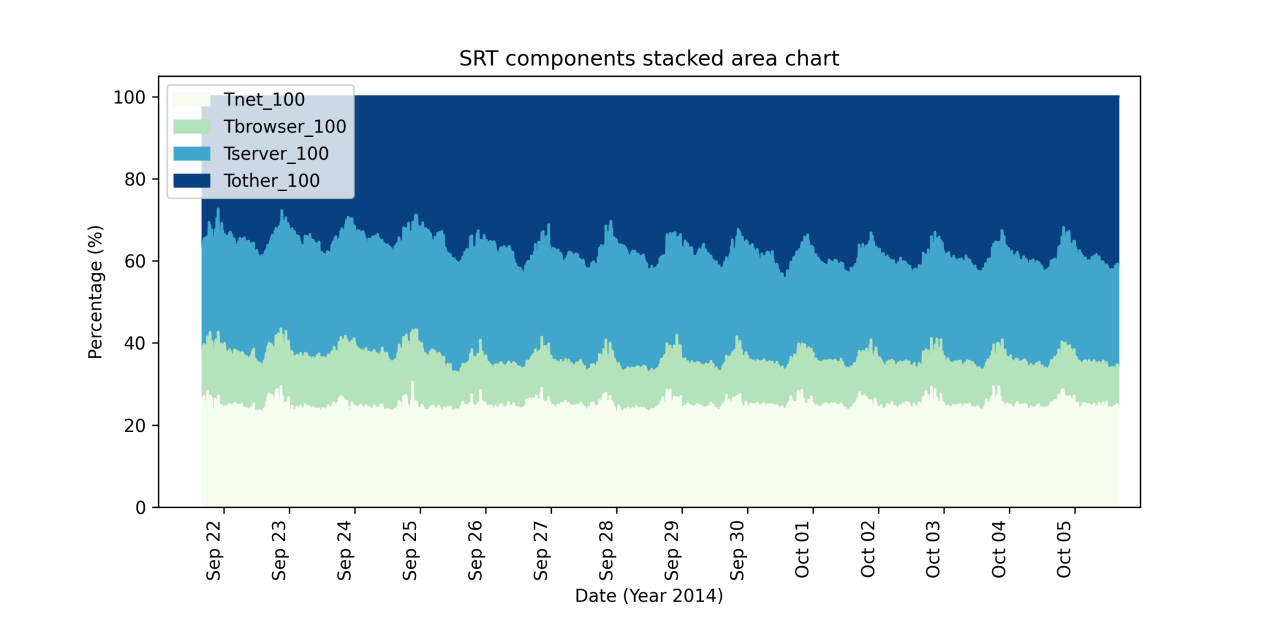 SRT components stacked area chart
Tnet_100
Tbrowser_100
Tserver_100
Tother_100
100
80
60
40
20
0
Percentage (%)
Sep 22
Sep 23
Sep 24
Sep 25
Sep 26
Sep 27
Sep 28
Sep 29
Sep 30
Oct 01
Oct 02
Oct 03
Oct 04
Oct 05
Date (Year 2014)